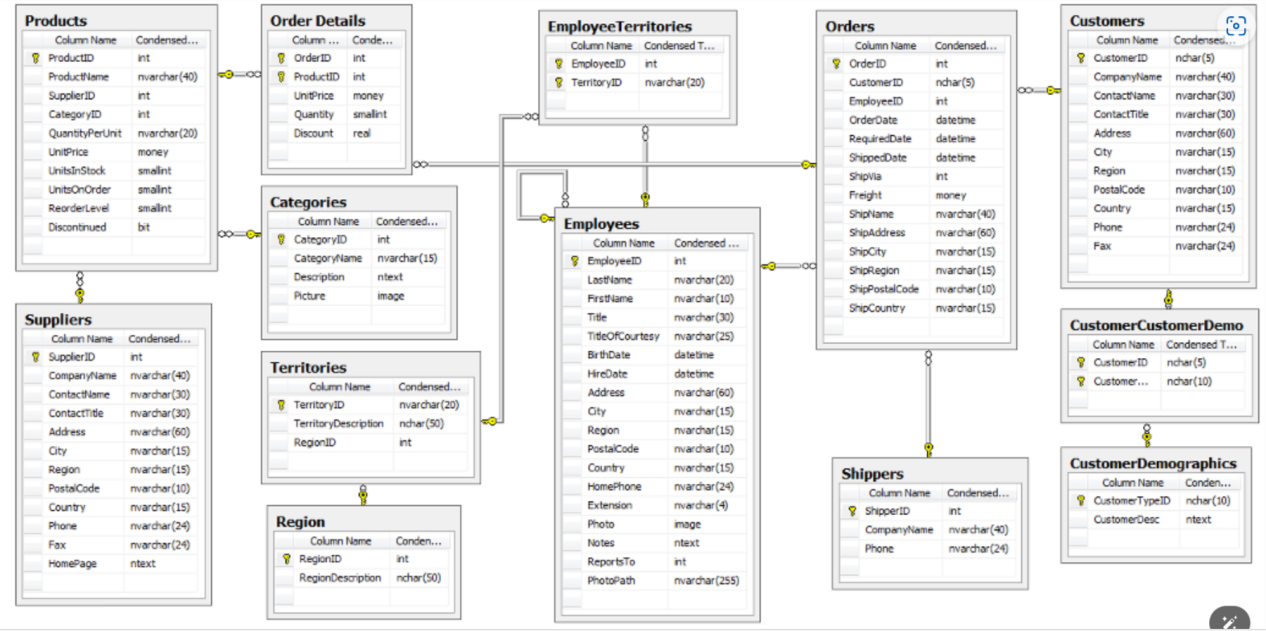 Products
Column Name Condensed...
ProductID int
ProductName nvarchar(40)
SupplierID int
CategoryID int
QuantityPerUnit nvarchar(20)
UnitPrice money
UnitsInStock smallint
UnitsOnOrder smallint
ReorderLevel smallint
Discontinued bit
Suppliers
Column Name Condensed...
SupplierID int
CompanyName nvarchar(40)
ContactName nvarchar(30)
ContactTitle nvarchar(30)
Address nvarchar(60)
City nvarchar(15)
Region nvarchar(15)
PostalCode nvarchar(10)
Country nvarchar(15)
Phone nvarchar(24)
Fax nvarchar(24)
HomePage ntext
Order Details
Column ... Conde...
OrderID int
ProductID int
UnitPrice money
Quantity smallint
Discount real
Categories
Column Name Condensed...
CategoryID int
CategoryName nvarchar(15)
Description ntext
Picture image
Territories
Column Name Condensed...
TerritoryID nvarchar(20)
TerritoryDescription nchar(50)
RegionID int
Region
Column Name Conden...
RegionID int
RegionDescription nchar(50)
EmployeeTerritories
Column Name Condensed T...
EmployeeID int
TerritoryID nvarchar(20)
Employees
Column Name Condensed ...
EmployeeID int
LastName nvarchar(20)
FirstName nvarchar(10)
Title nvarchar(30)
TitleOfCourtesy nvarchar(25)
BirthDate datetime
HireDate datetime
Address nvarchar(60)
City nvarchar(15)
Region nvarchar(15)
PostalCode nvarchar(10)
Country nvarchar(15)
HomePhone nvarchar(24)
Extension nvarchar(4)
Photo image
Notes ntext
ReportsTo int
PhotoPath nvarchar(255)
Orders
Column Name Condensed...
OrderID int
CustomerID nchar(5)
EmployeeID int
OrderDate datetime
RequiredDate datetime
ShippedDate datetime
ShipVia int
Freight money
ShipName nvarchar(40)
ShipAddress nvarchar(60)
ShipCity nvarchar(15)
ShipRegion nvarchar(15)
ShipPostalCode nvarchar(10)
ShipCountry nvarchar(15)
Shippers
Column Name Condensed...
ShipperID int
CompanyName nvarchar(40)
Phone nvarchar(24)
Customers
Column Name Condensed...
CustomerID nchar(5)
CompanyName nvarchar(40)
ContactName nvarchar(30)
ContactTitle nvarchar(30)
Address nvarchar(60)
City nvarchar(15)
Region nvarchar(15)
PostalCode nvarchar(10)
Country nvarchar(15)
Phone nvarchar(24)
Fax nvarchar(24)
CustomerCustomerDemo
Column Name Condensed T...
CustomerID nchar(5)
Customer... nchar(10)
CustomerDemographics
Column Name Conden...
CustomerTypeID nchar(10)
CustomerDesc ntext